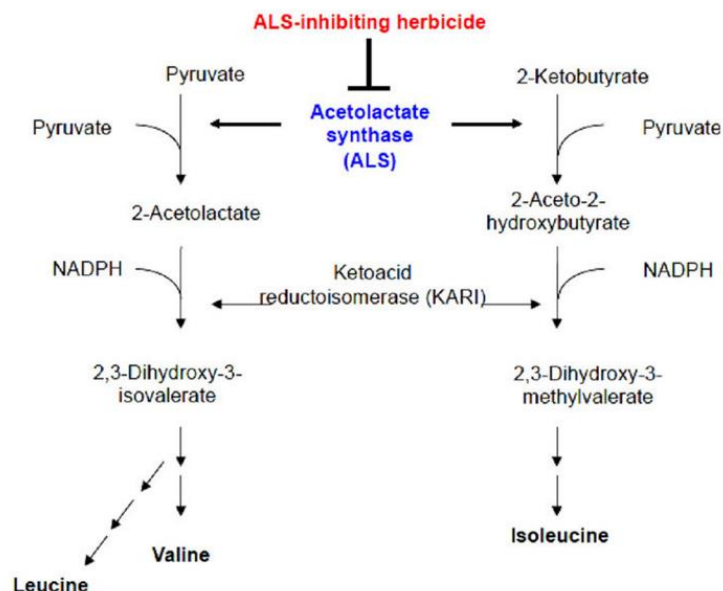 ALS-inhibiting herbicide
Pyruvate
2-Ketobutyrate
Pyruvate
Acetolactate
synthase
(ALS)
Pyruvate
2-Acetolactate
2-Aceto-2-
hydroxybutyrate
NADPH
Ketoacid
reductoisomerase (KARI)
NADPH
2,3-Dihydroxy-3-
isovalerate
2,3-Dihydroxy-3-
methylvalerate
Valine
Isoleucine
Leucine